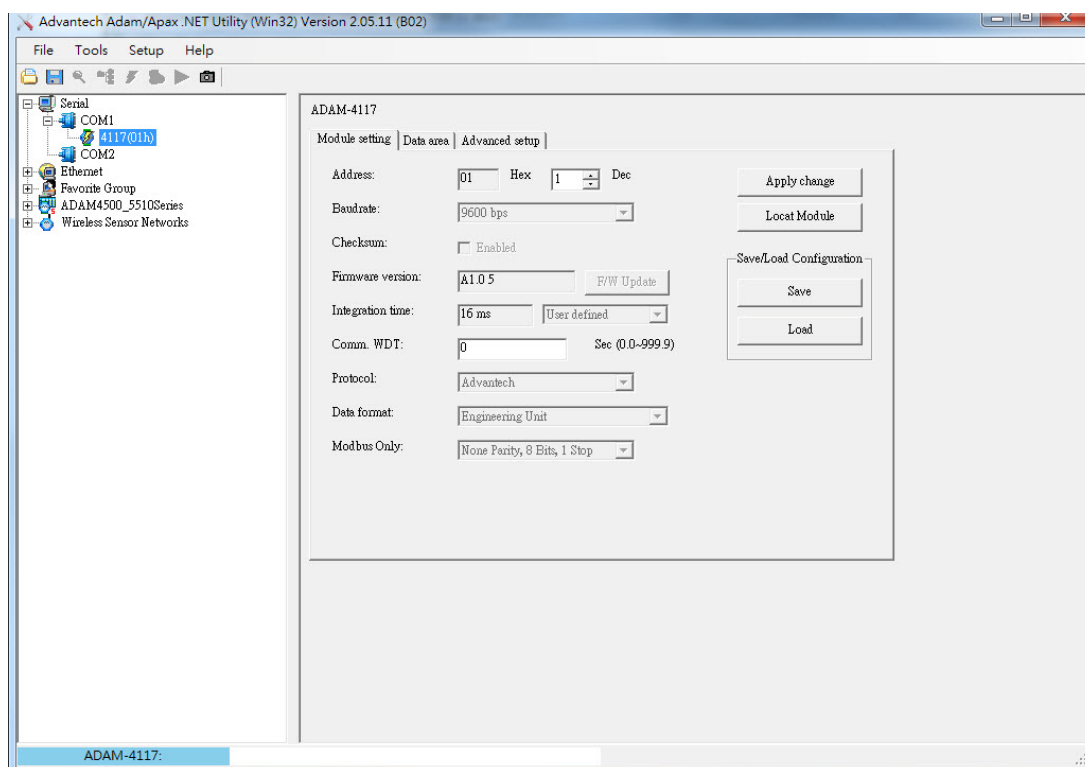 Advantech Adam/Apax .NET Utility (Win32) Version 2.05.11 (B02)
File Tools Setup Help
Serial
COM1
4117(01h)
COM2
Ethernet
Favorite Group
ADAM4500_5510Series
Wireless Sensor Networks
ADAM-4117
Module setting Data area Advanced setup
Address: 01 Hex 1 Dec
Baudrate: 9600 bps
Checksum: Enabled
Firmware version: A1.0 5 F/W Update
Integration time: 16 ms User defined
Comm. WDT: 0 Sec (0.0~999.9)
Protocol: Advantech
Data format: Engineering Unit
Modbus Only: None Parity, 8 Bits, 1 Stop
Apply change
Locat Module
Save/Load Configuration
Save
Load
ADAM-4117: